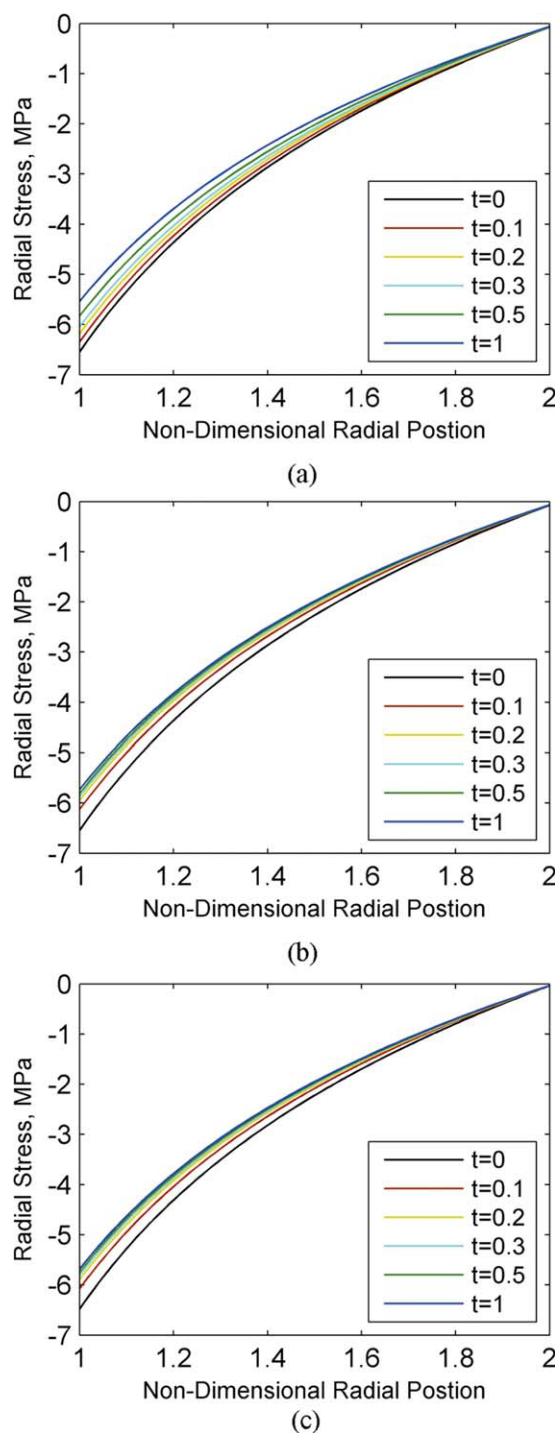 0
-1
-2
-3
-4
-5
-6
-7
Radial Stress, MPa
t=0
t=0.1
t=0.2
t=0.3
t=0.5
t=1
1 1.2 1.4 1.6 1.8 2
Non-Dimensional Radial Postion
(a)
0
-1
-2
-3
-4
-5
-6
-7
Radial Stress, MPa
t=0
t=0.1
t=0.2
t=0.3
t=0.5
t=1
1 1.2 1.4 1.6 1.8 2
Non-Dimensional Radial Postion
(b)
0
-1
-2
-3
-4
-5
-6
-7
Radial Stress, MPa
t=0
t=0.1
t=0.2
t=0.3
t=0.5
t=1
1 1.2 1.4 1.6 1.8 2
Non-Dimensional Radial Postion
(c)